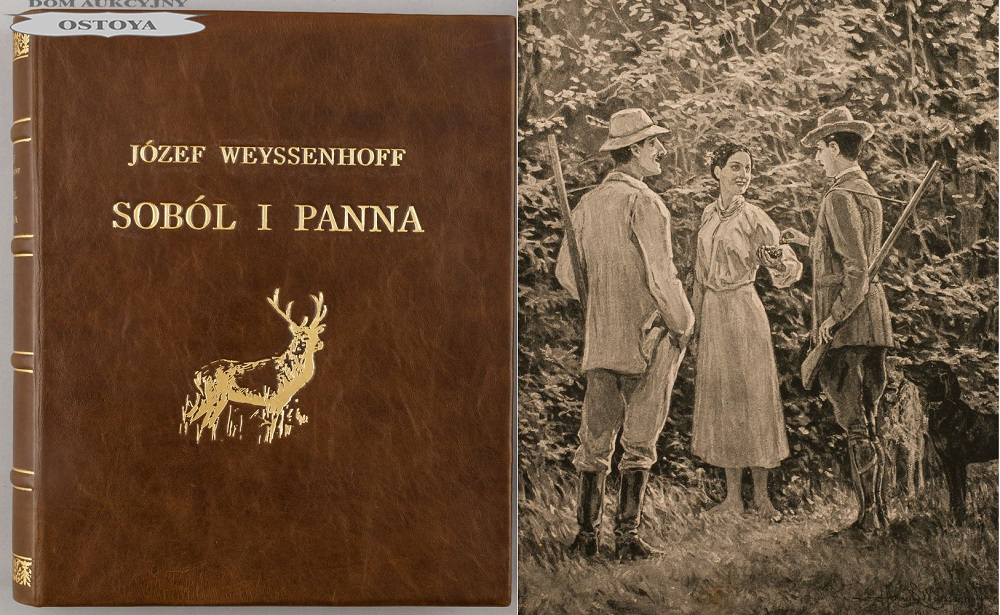 DOM AUKCYJNY
OSTOYA
JÓZEF WEYSSENHOFF
SOBÓL I PANNA